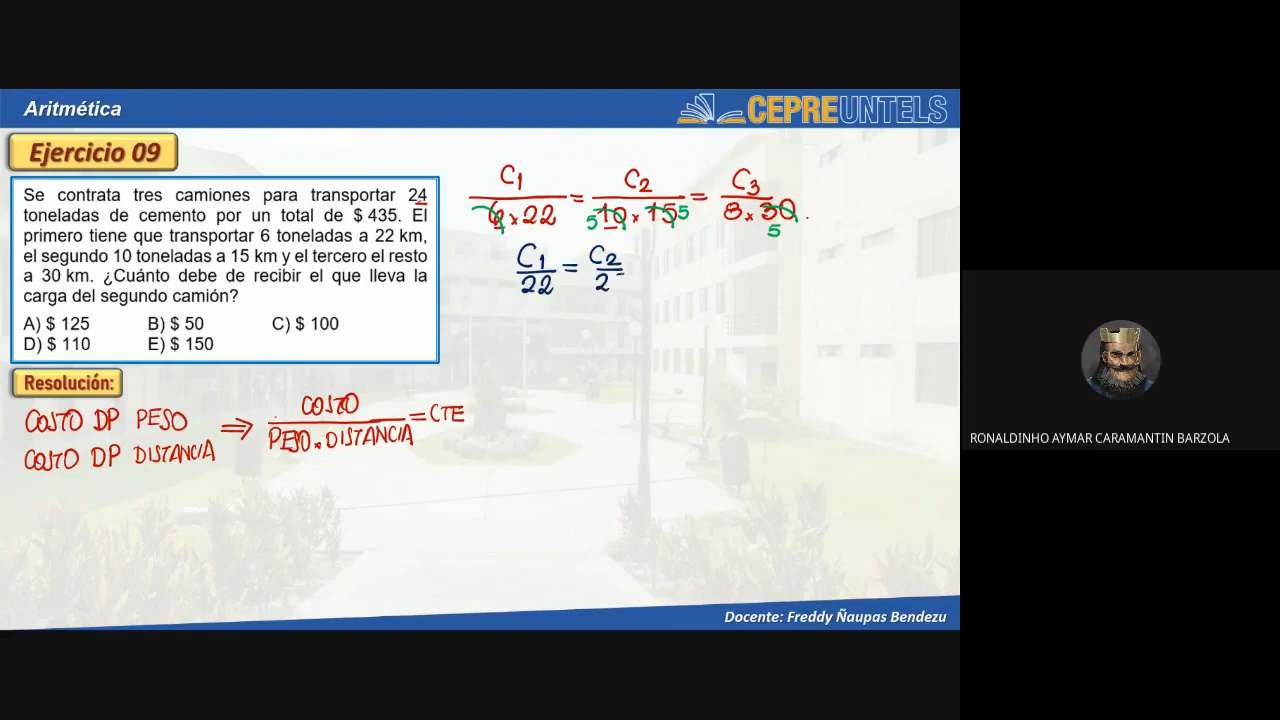 Aritmética
CEPREUNTELS
Ejercicio 09
Se contrata tres camiones para transportar 24
toneladas de cemento por un total de $ 435. El
primero tiene que transportar 6 toneladas a 22 km,
el segundo 10 toneladas a 15 km y el tercero el resto
a 30 km. ¿Cuánto debe de recibir el que lleva la
carga del segundo camión?
A) $ 125 B) $ 50 C) $ 100
D) $ 110 E) $ 150
C1 / 6 × 22 = C2 / 10 × 15 = C3 / 8 × 30 .
5 5 5
C1 / 22 = C2 / 2
Resolución:
COSTO DP PESO
COSTO DP DISTANCIA
⇒ COSTO / PESO × DISTANCIA = CTE
RONALDINHO AYMAR CARAMANTIN BARZOLA
Docente: Freddy Ñaupas Bendezu